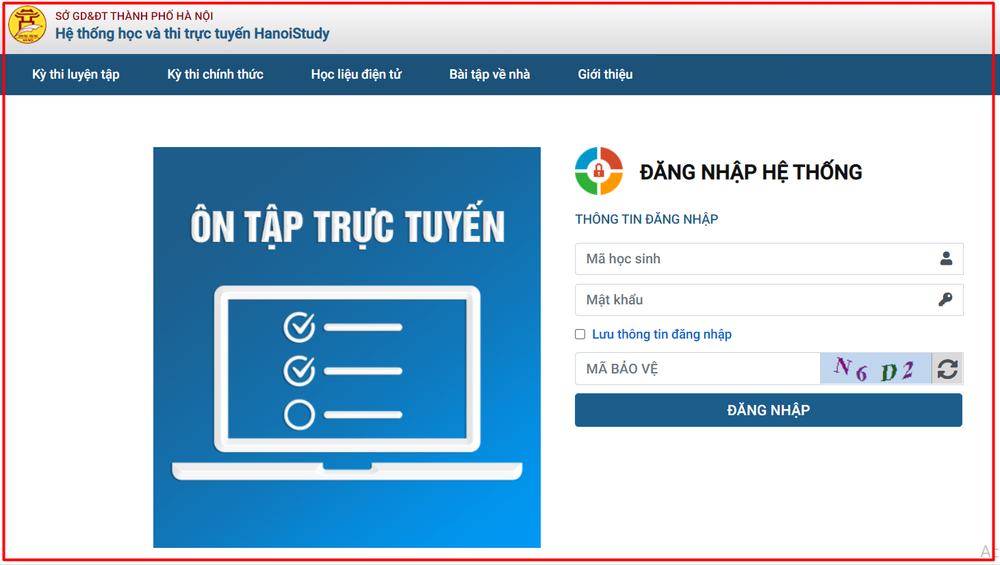 SỞ GD&ĐT THÀNH PHỐ HÀ NỘI
Hệ thống học và thi trực tuyến HanoiStudy
Kỳ thi luyện tập
Kỳ thi chính thức
Học liệu điện tử
Bài tập về nhà
Giới thiệu
ÔN TẬP TRỰC TUYẾN
ĐĂNG NHẬP HỆ THỐNG
THÔNG TIN ĐĂNG NHẬP
Mã học sinh
Mật khẩu
Lưu thông tin đăng nhập
MÃ BẢO VỆ
N6D2
ĐĂNG NHẬP